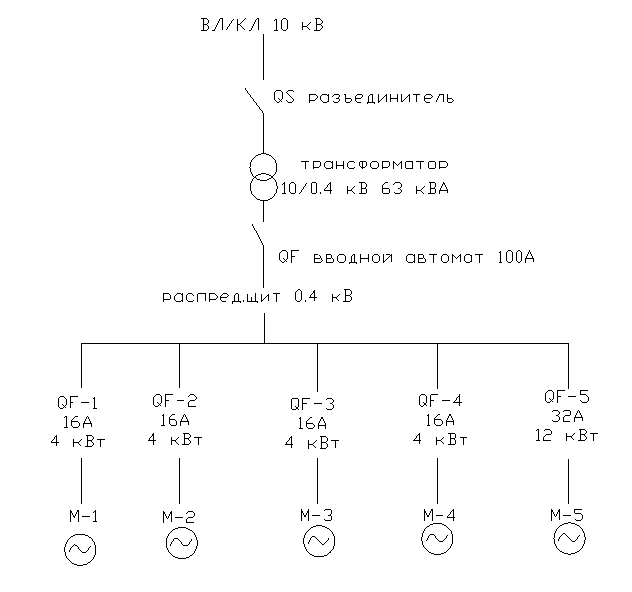 ВЛ/КЛ 10 кВ
QS разъединитель
трансформатор
10/0.4 кВ 63 кВА
QF вводной автомат 100А
распред.щит 0.4 кВ
QF-1
16А
4 кВт
QF-2
16А
4 кВт
QF-3
16А
4 кВт
QF-4
16А
4 кВт
QF-5
32А
12 кВт
М-1
М-2
М-3
М-4
М-5